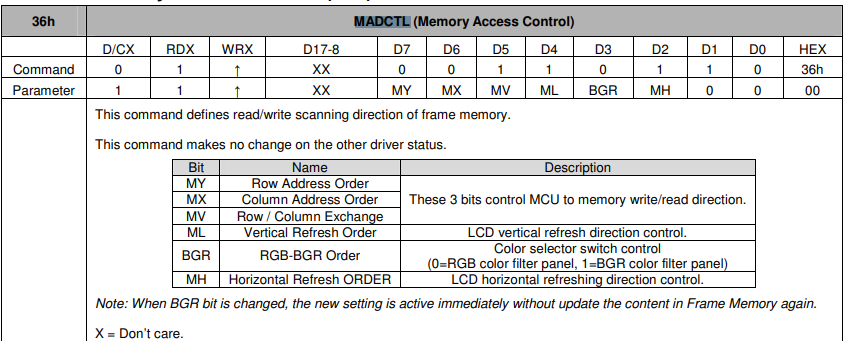 36h MADCTL (Memory Access Control)
D/CX RDX WRX D17-8 D7 D6 D5 D4 D3 D2 D1 D0 HEX
Command 0 1 ↑ XX 0 0 1 1 0 1 1 0 36h
Parameter 1 1 ↑ XX MY MX MV ML BGR MH 0 0 00
This command defines read/write scanning direction of frame memory.
This command makes no change on the other driver status.
Bit Name Description
MY Row Address Order
MX Column Address Order These 3 bits control MCU to memory write/read direction.
MV Row / Column Exchange
ML Vertical Refresh Order LCD vertical refresh direction control.
BGR RGB-BGR Order Color selector switch control
(0=RGB color filter panel, 1=BGR color filter panel)
MH Horizontal Refresh ORDER LCD horizontal refreshing direction control.
Note: When BGR bit is changed, the new setting is active immediately without update the content in Frame Memory again.
X = Don't care.